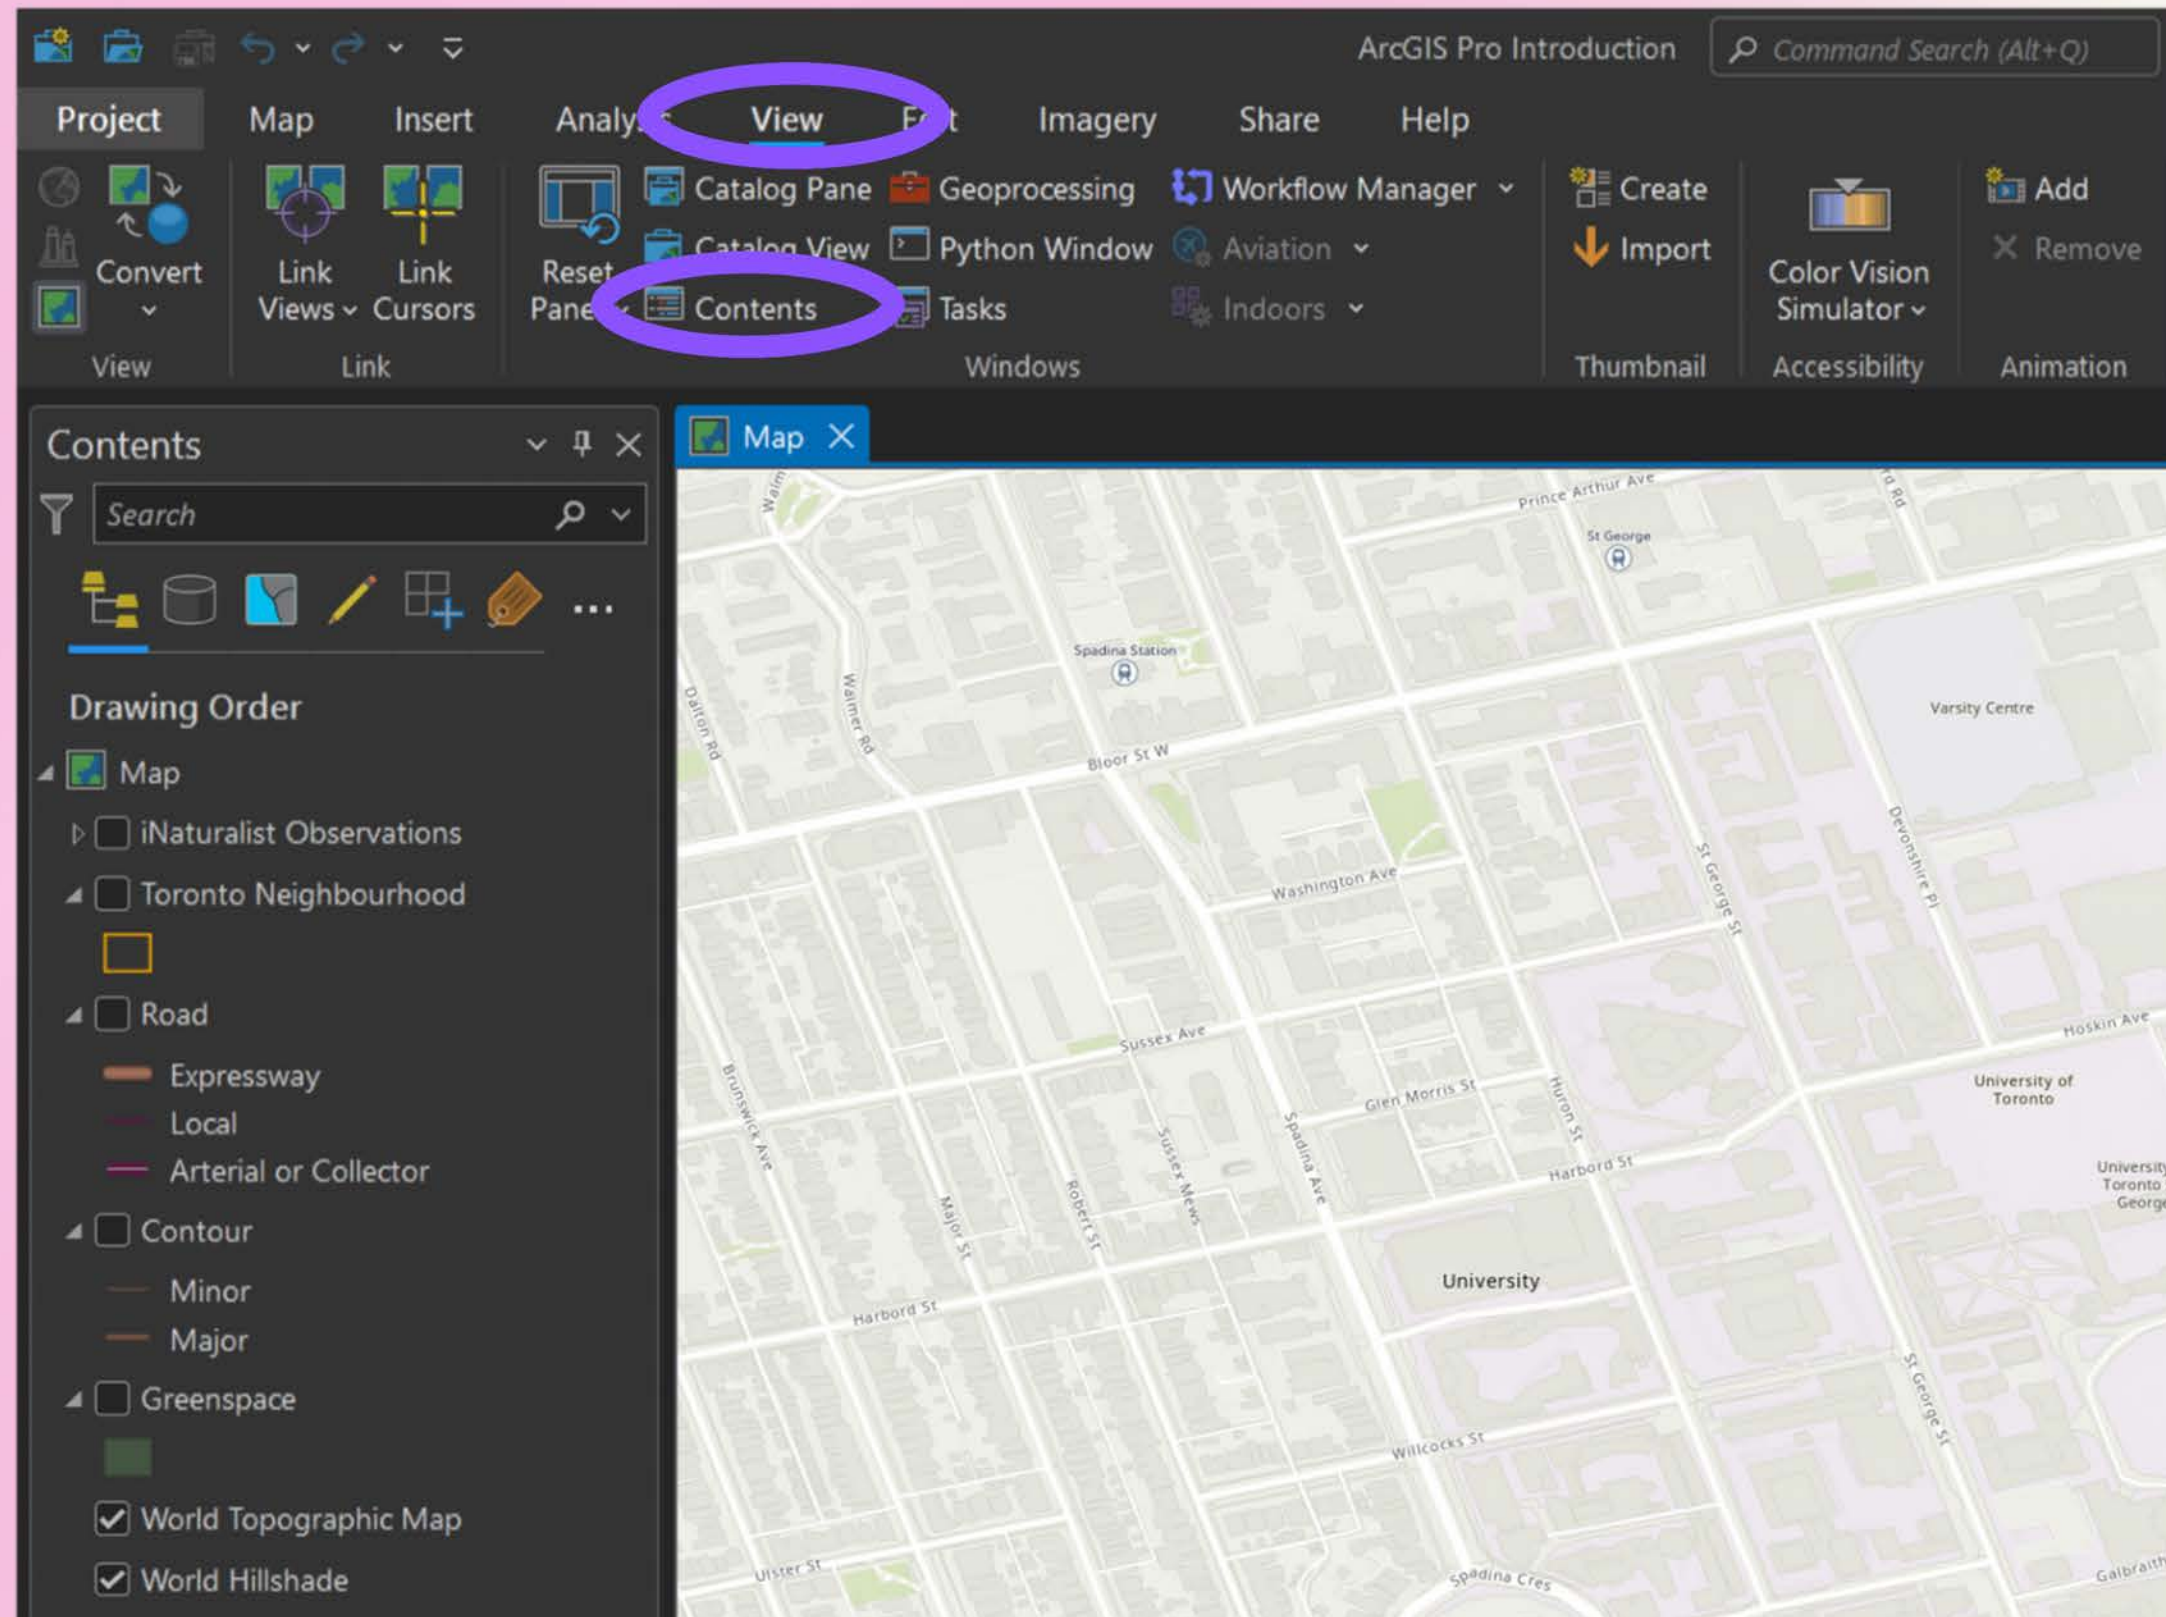 ArcGIS Pro Introduction
Command Search (Alt+Q)
Project Map Insert View Imagery Share Help
Convert
Link Views
Link Cursors
Reset
Catalog Pane
Catalog View
Contents
Geoprocessing
Python Window
Tasks
Workflow Manager
Aviation
Indoors
Create
Import
Color Vision
Simulator
Add
Remove
View Link Windows Thumbnail Accessibility Animation
Contents
Map
Search
Drawing Order
Map
iNaturalist Observations
Toronto Neighbourhood
Road
Expressway
Local
Arterial or Collector
Contour
Minor
Major
Greenspace
World Topographic Map
World Hillshade
Prince Arthur Ave
St George
Spadina Station
Dalton Rd
Walmer Rd
Bloor St W
Varsity Centre
Washington Ave
St George St
Devonshire Pl
Sussex Ave
Hoskin Ave
Brunswick Ave
Glen Morris St
Huron St
University of
Toronto
Spadina Ave
Sussex Mews
Harbord St
Toronto
Major St
Robert St
University
Harbord St
St George St
Willcocks St
Ulster St
Spadina Cres